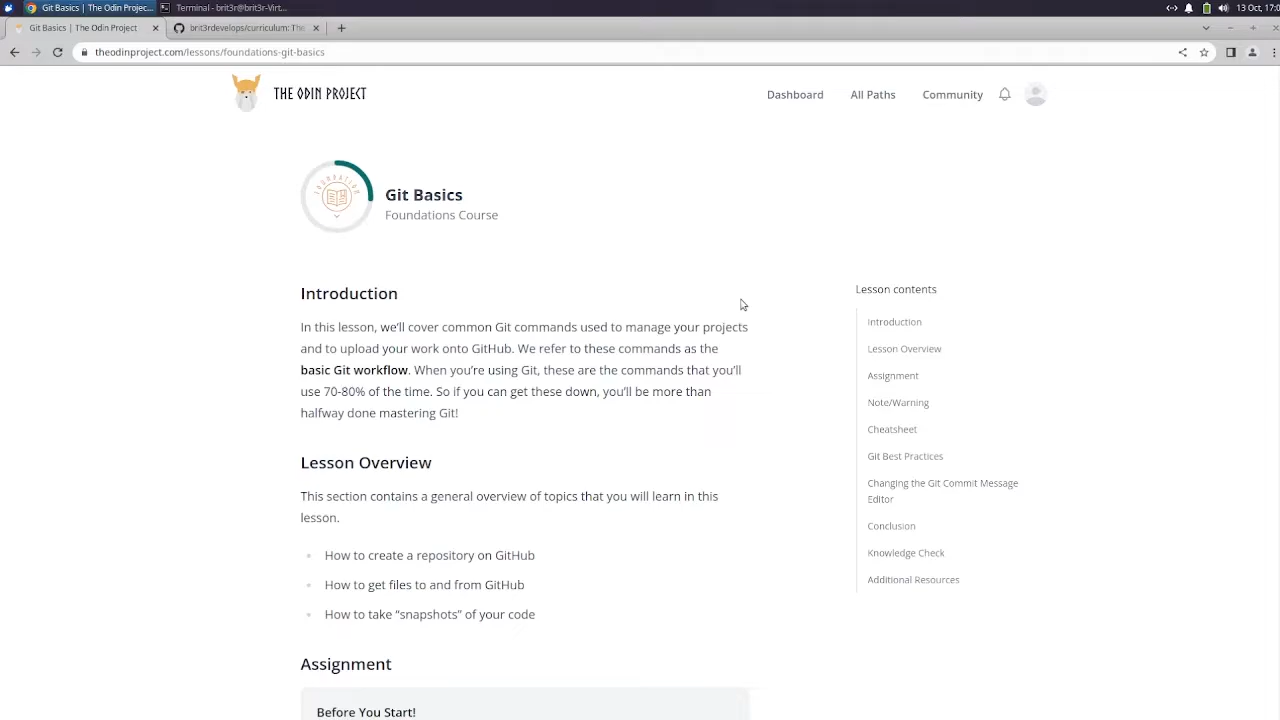 Git Basics | The Odin Projec...
Terminal - brit3r@brit3r-Virt...
13 Oct, 17:0
Git Basics | The Odin Project
brit3rdevelops/curriculum: The
theodinproject.com/lessons/foundations-git-basics
THE ODIN PROJECT
Dashboard
All Paths
Community
FOUNDATION
Git Basics
Foundations Course
Introduction
In this lesson, we’ll cover common Git commands used to manage your projects
and to upload your work onto GitHub. We refer to these commands as the
basic Git workflow. When you’re using Git, these are the commands that you’ll
use 70-80% of the time. So if you can get these down, you’ll be more than
halfway done mastering Git!
Lesson Overview
This section contains a general overview of topics that you will learn in this
lesson.
How to create a repository on GitHub
How to get files to and from GitHub
How to take “snapshots” of your code
Assignment
Before You Start!
Lesson contents
Introduction
Lesson Overview
Assignment
Note/Warning
Cheatsheet
Git Best Practices
Changing the Git Commit Message
Editor
Conclusion
Knowledge Check
Additional Resources